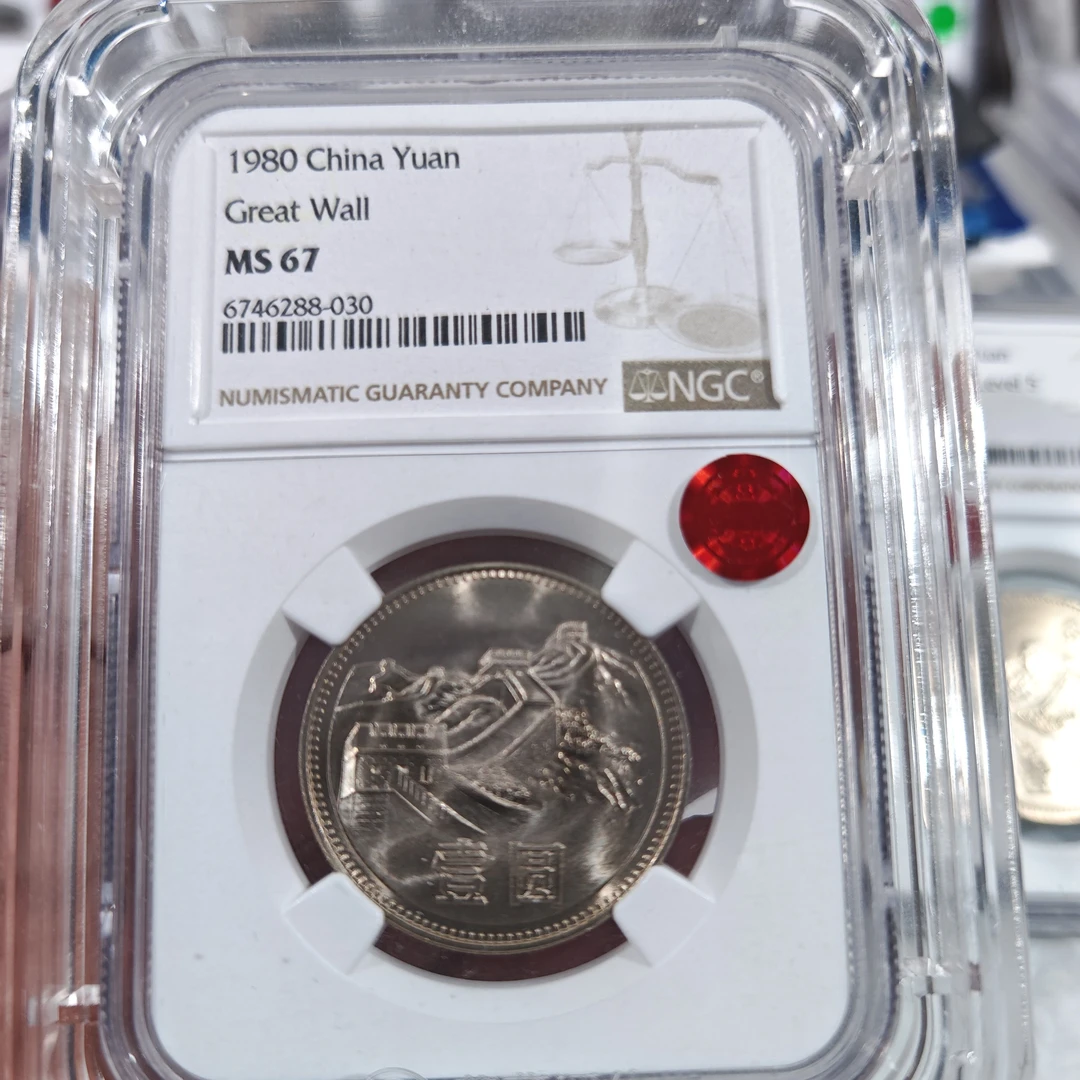 1980 China Yuan
Great Wall
MS 67
6746288-030
NUMISMATIC GUARANTY COMPANY
NGC®
壹圆